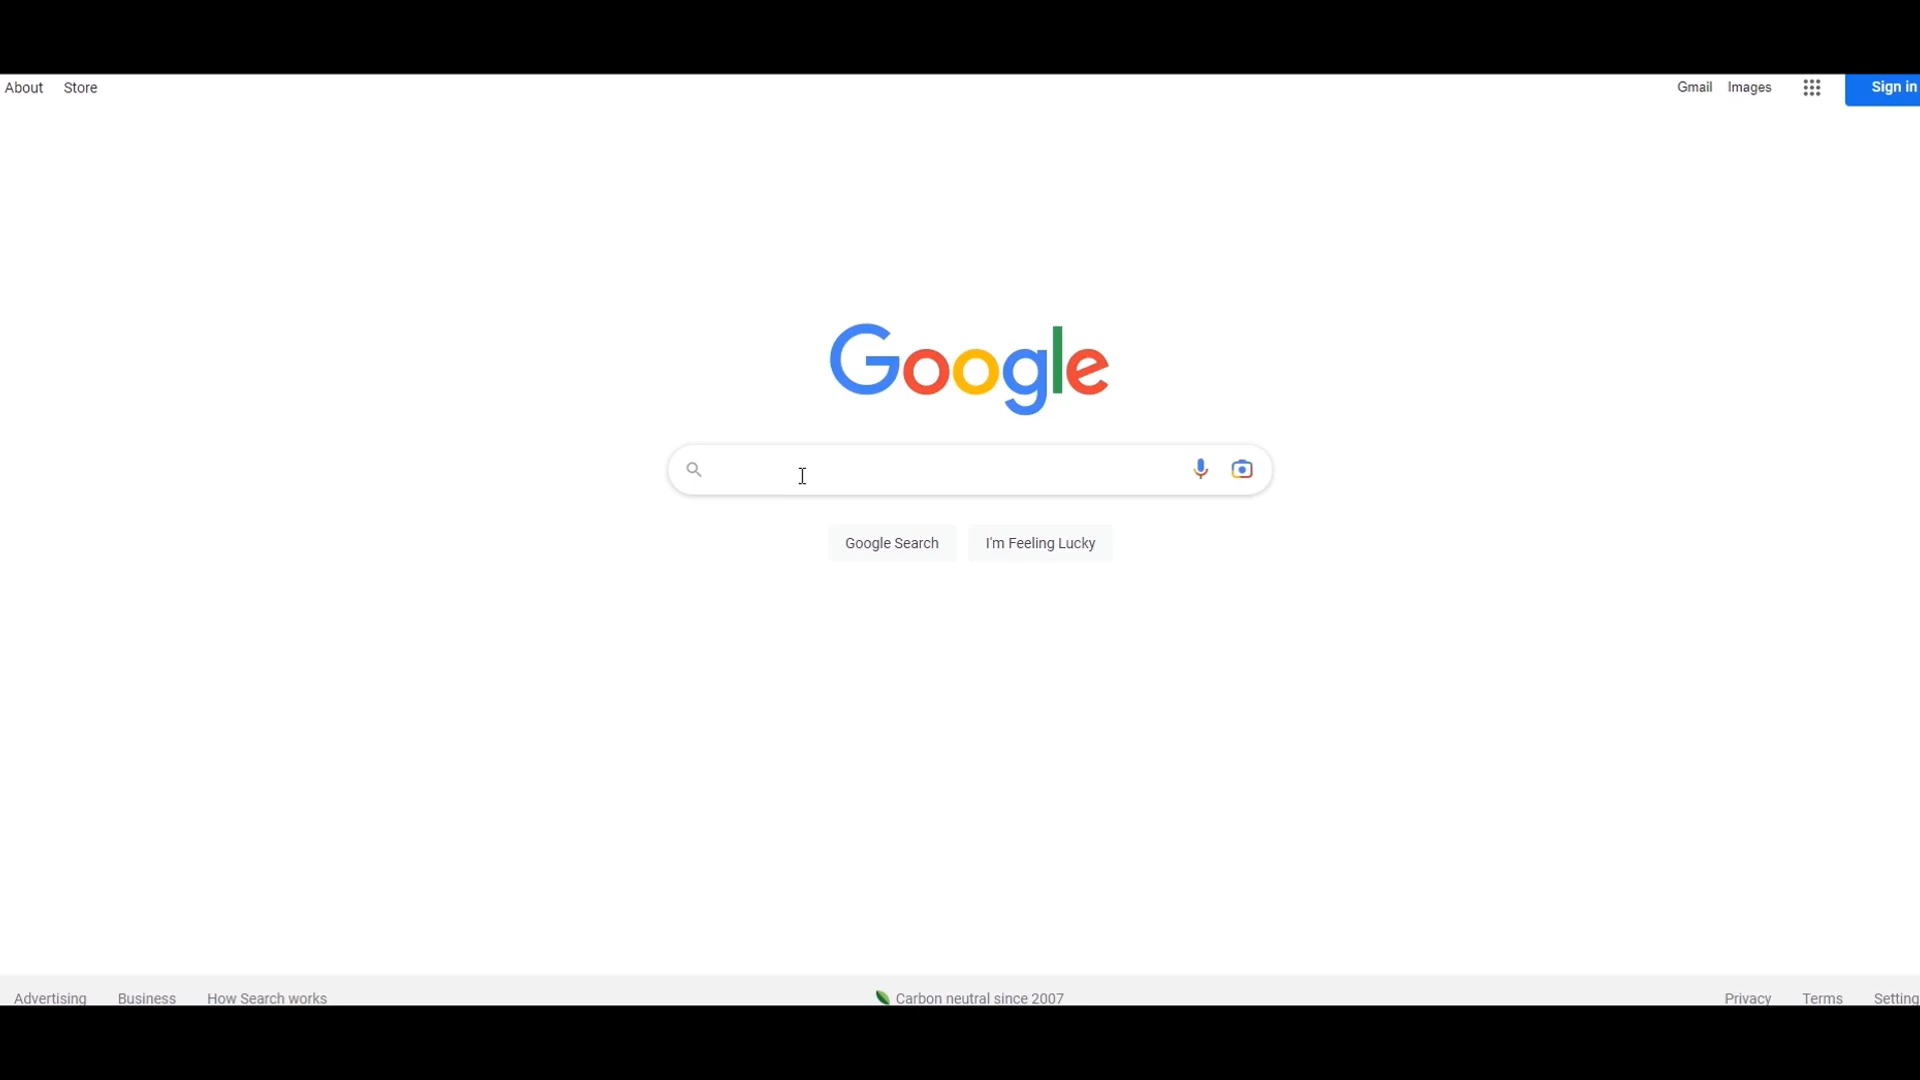 About Store
Gmail Images Sign in
Google
Google Search I'm Feeling Lucky
Advertising Business How Search works
Carbon neutral since 2007
Privacy Terms Setting